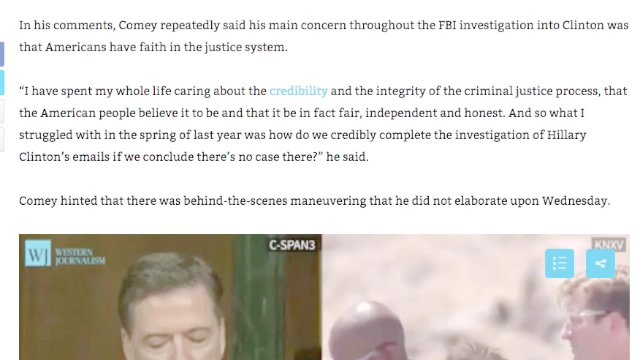 In his comments, Comey repeatedly said his main concern throughout the FBI investigation into Clinton was
that Americans have faith in the justice system.
“I have spent my whole life caring about the credibility and the integrity of the criminal justice process, that
the American people believe it to be and that it be in fact fair, independent and honest. And so what I
struggled with in the spring of last year was how do we credibly complete the investigation of Hillary
Clinton’s emails if we conclude there’s no case there?” he said.
Comey hinted that there was behind-the-scenes maneuvering that he did not elaborate upon Wednesday.
WJ WESTERN
JOURNALISM
C-SPAN3
KNXV